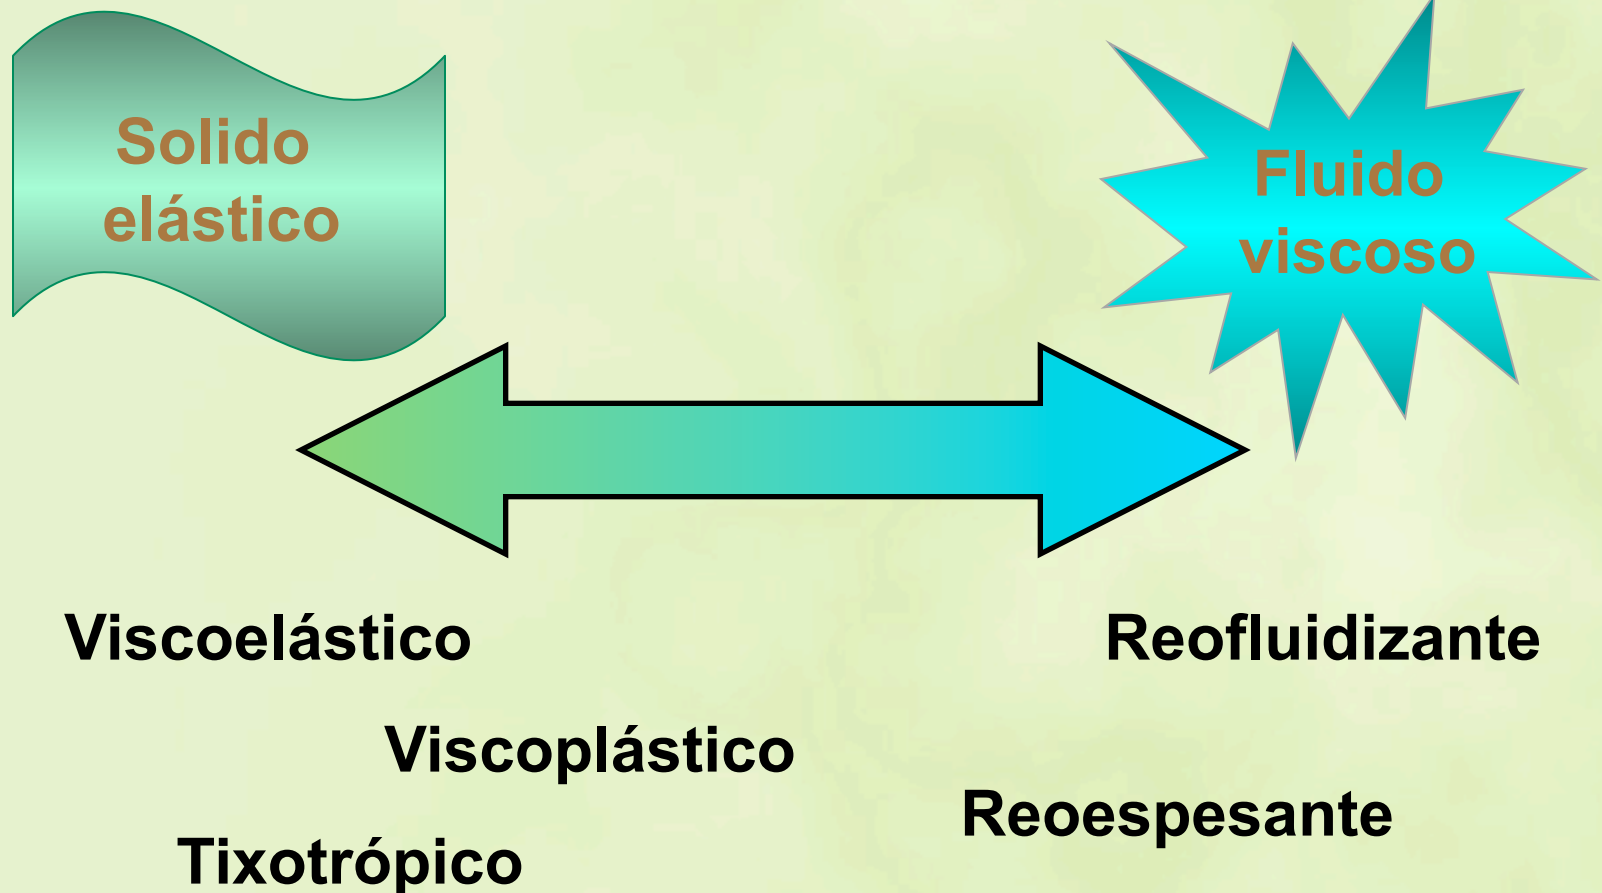 Solido
elástico
Fluido
viscoso
Viscoelástico
Reofluidizante
Viscoplástico
Reoespesante
Tixotrópico